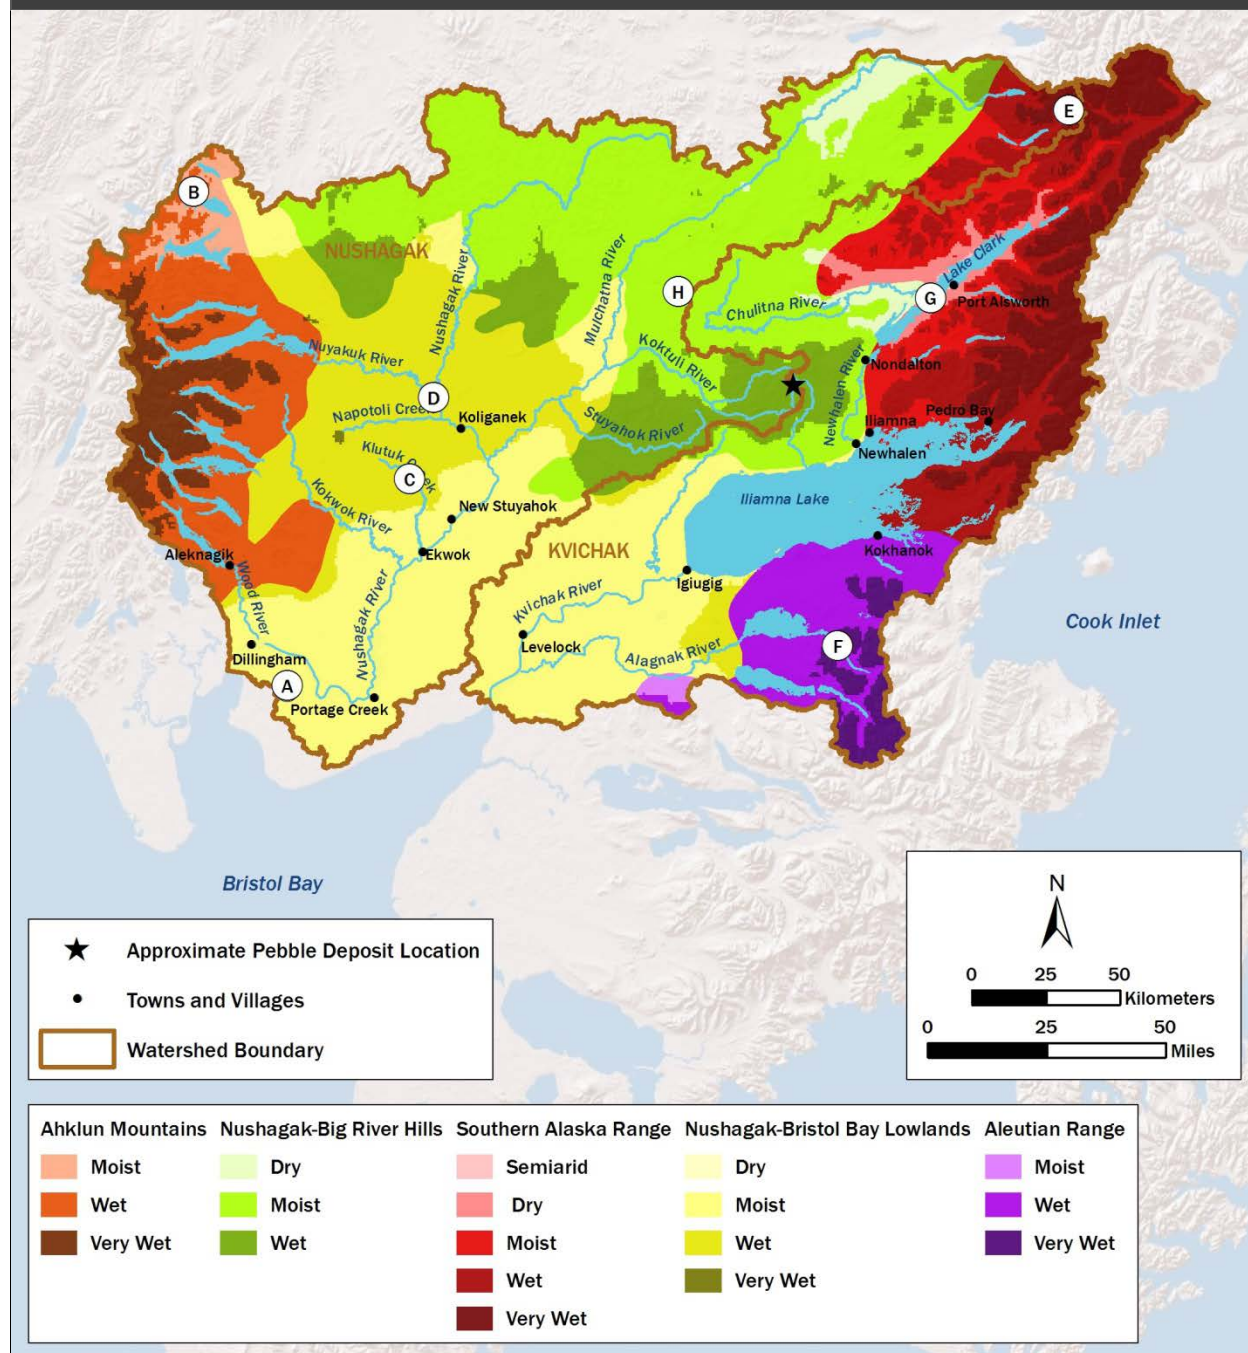 E
B
NUSHAGAK
Nushagak River
Mulchatna River
H
Chulitna River
Lake Clark
G
Port Alsworth
Nuyakuk River
Koktuli River
Nondalton
D
Napotoli Creek
Koliganek
Stuyahok River
Newhalen River
Iliamna
Pedro Bay
Newhalen
Klutuk Creek
C
Kokwok River
New Stuyahok
Iliamna Lake
Ekwok
KVICHAK
Kokhanok
Aleknagik
Wood River
Igiugig
Nushagak River
Kvichak River
Cook Inlet
Levelock
Dillingham
Alagnak River
F
A
Portage Creek
Bristol Bay
N
Approximate Pebble Deposit Location
Towns and Villages
Watershed Boundary
0 25 50
Kilometers
0 25 50
Miles
Ahklun Mountains
Moist
Wet
Very Wet
Nushagak-Big River Hills
Dry
Moist
Wet
Southern Alaska Range
Semiarid
Dry
Moist
Wet
Very Wet
Nushagak-Bristol Bay Lowlands
Dry
Moist
Wet
Very Wet
Aleutian Range
Moist
Wet
Very Wet